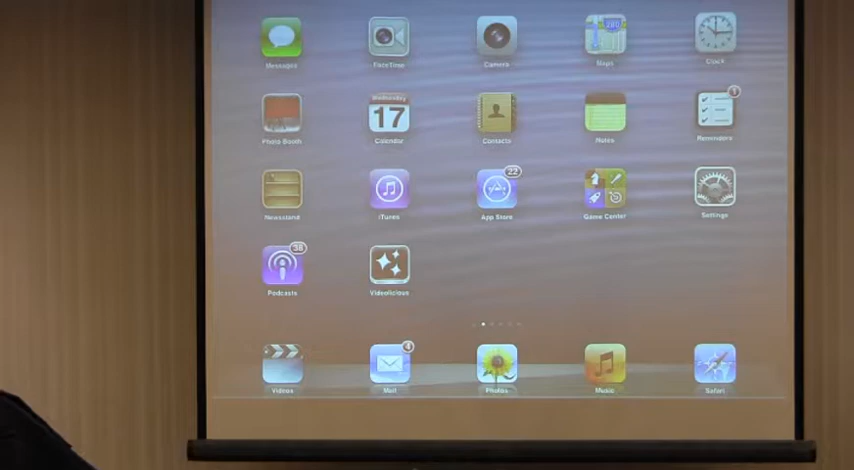 Messages FaceTime Camera Maps Clock
280
Wednesday
17
1
Photo Booth Calendar Contacts Notes Reminders
22
Newsstand iTunes App Store Game Center Settings
38
Podcasts Videolicious
4
Videos Mail Photos Music Safari